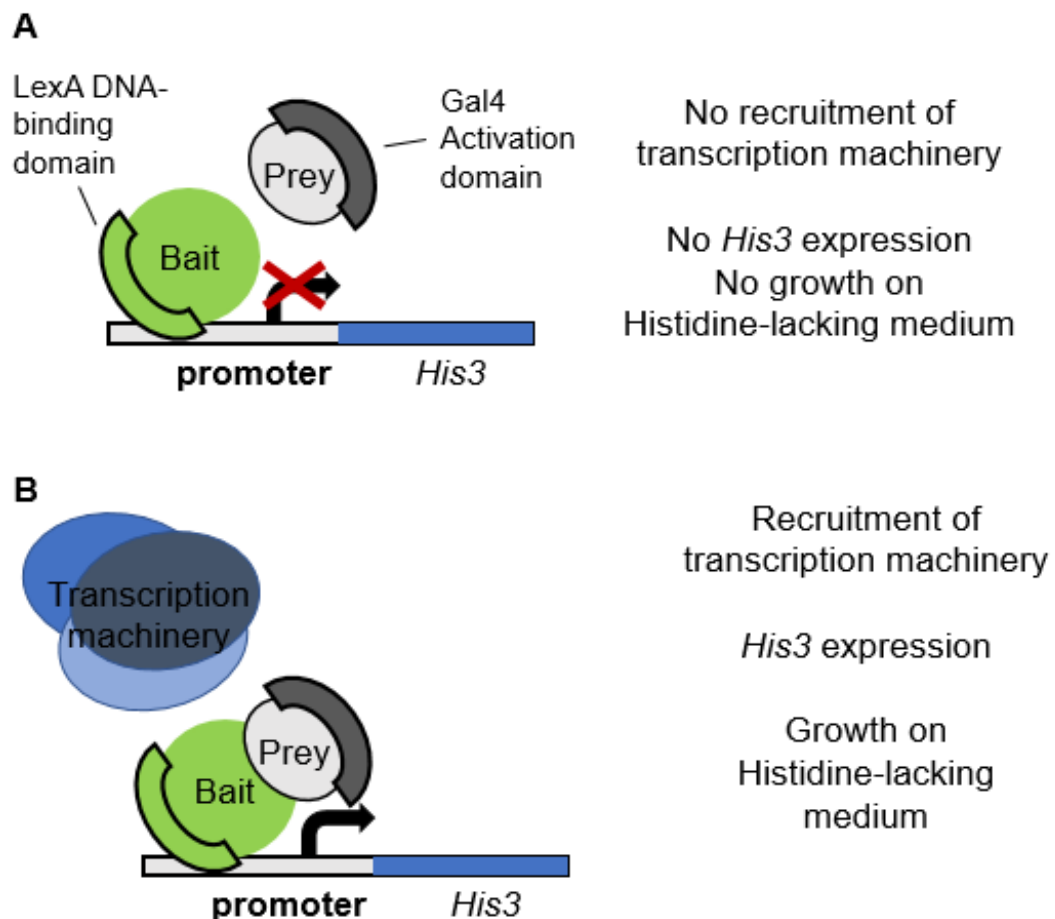 A
LexA DNA-
binding
domain
Gal4
Activation
domain
Prey
Bait
No recruitment of
transcription machinery
No His3 expression
No growth on
Histidine-lacking medium
promoter
His3
B
Transcription
machinery
Prey
Bait
Recruitment of
transcription machinery
His3 expression
Growth on
Histidine-lacking
medium
promoter
His3